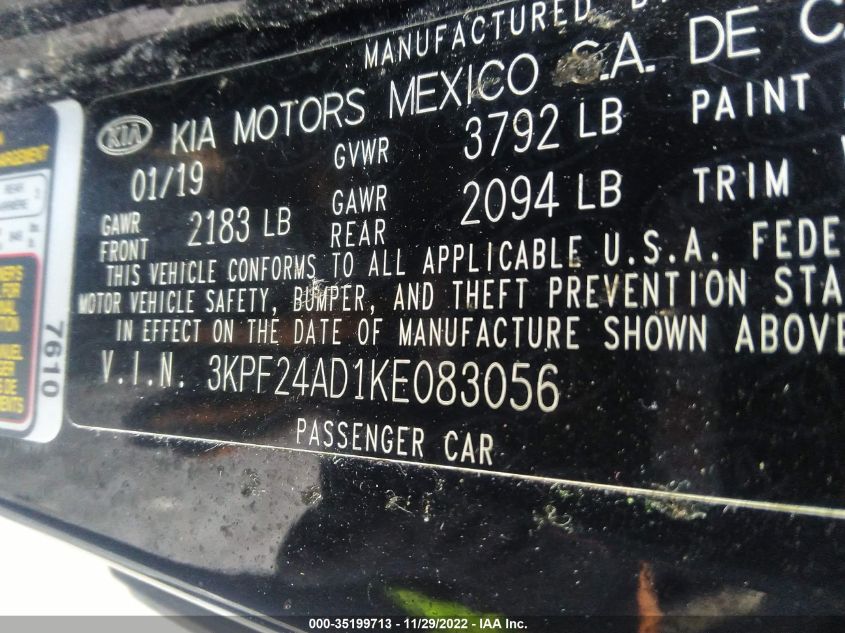 MANUFACTURED
KIA KIA MOTORS MEXICO S.A. DE C
01/19 GVWR 3792 LB PAINT
GAWR FRONT 2183 LB GAWR REAR 2094 LB TRIM
THIS VEHICLE CONFORMS TO ALL APPLICABLE U.S.A. FEDE
MOTOR VEHICLE SAFETY, BUMPER, AND THEFT PREVENTION STA
IN EFFECT ON THE DATE OF MANUFACTURE SHOWN ABOVE
V.I.N. 3KPF24AD1KE083056
PASSENGER CAR
REAR
7610
000-35199713 - 11/29/2022 - IAA Inc.